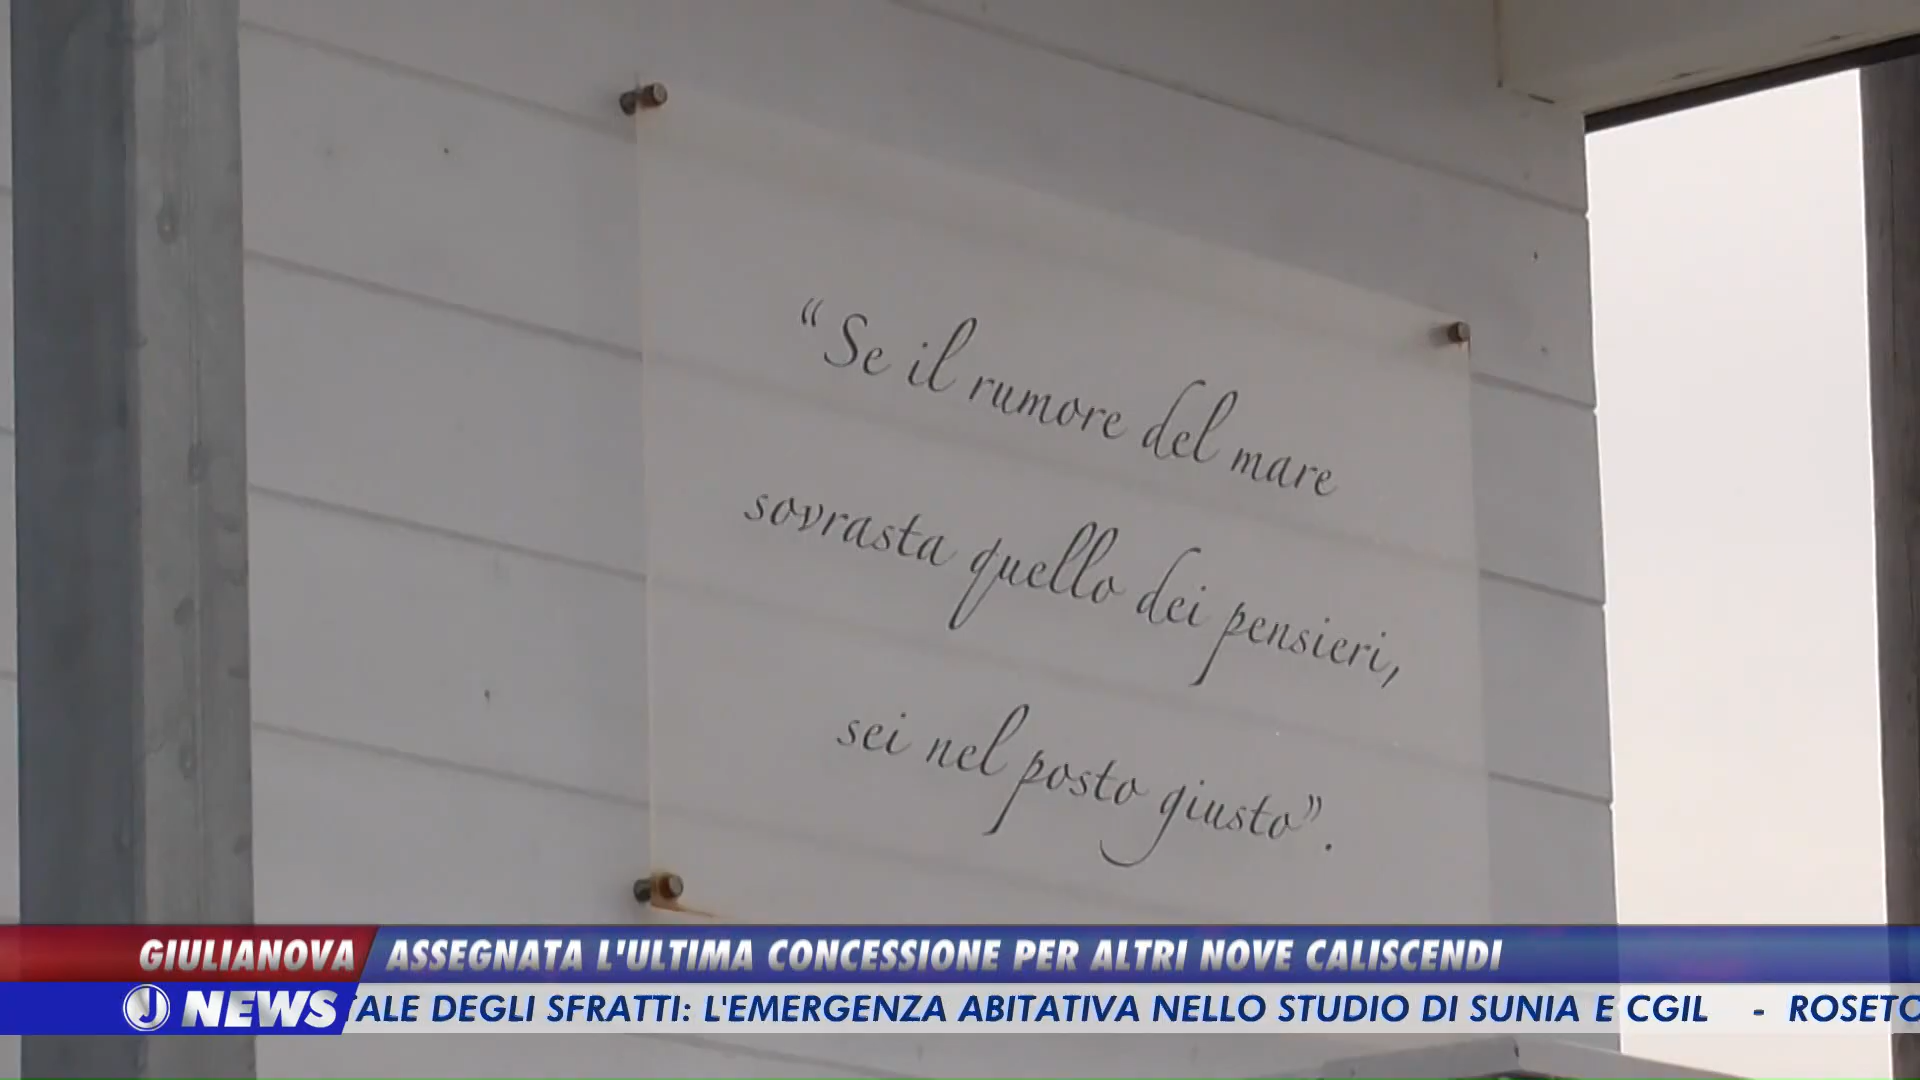 “Se il rumore del mare
sovrasta quello dei pensieri,
sei nel posto giusto”.
GIULIANOVA ASSEGNATA L'ULTIMA CONCESSIONE PER ALTRI NOVE CALISCENDI
J NEWS TALE DEGLI SFRATTI: L'EMERGENZA ABITATIVA NELLO STUDIO DI SUNIA E CGIL - ROSETO